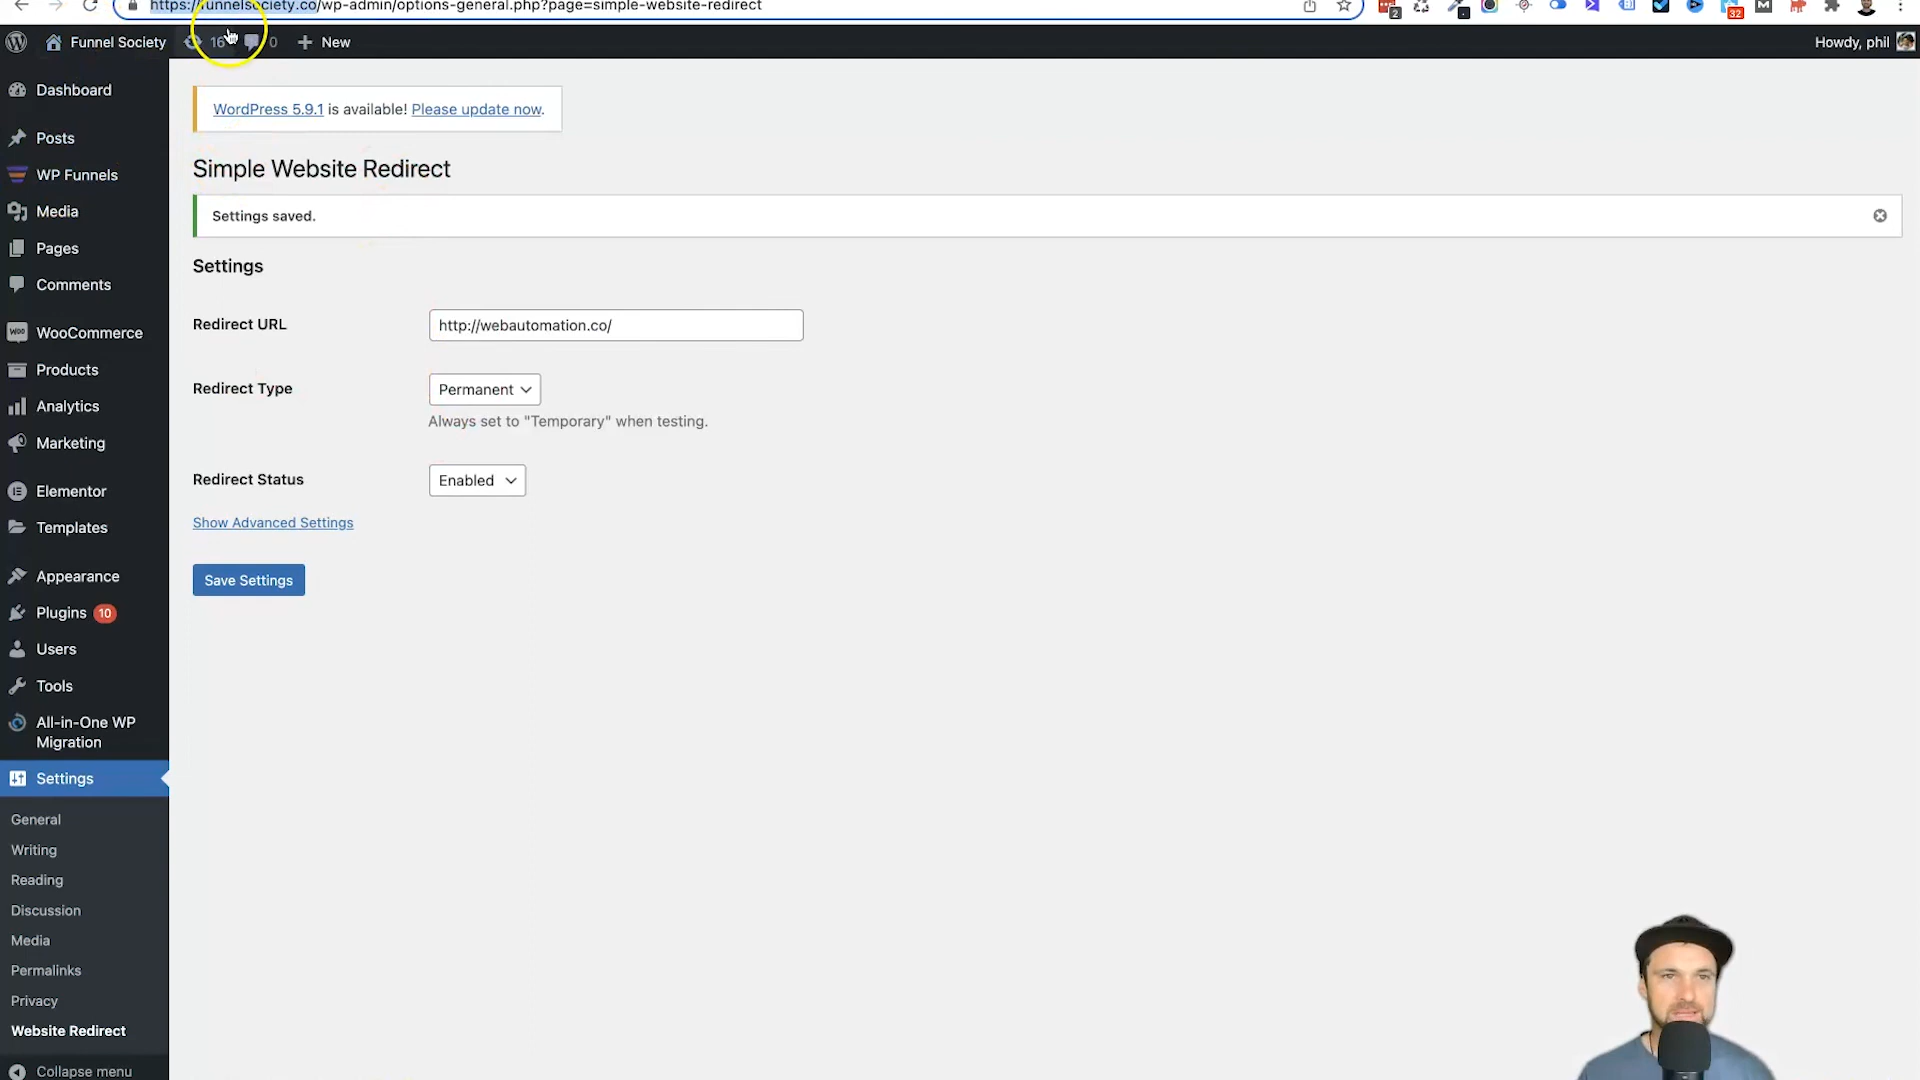 https://funnelsociety.co/wp-admin/options-general.php?page=simple-website-redirect
2
32
Funnel Society
16
0
New
Howdy, phil
Dashboard
Posts
WP Funnels
Media
Pages
Comments
WooCommerce
Products
Analytics
Marketing
Elementor
Templates
Appearance
Plugins 10
Users
Tools
All-in-One WP
Migration
Settings
General
Writing
Reading
Discussion
Media
Permalinks
Privacy
Website Redirect
Collapse menu
WordPress 5.9.1 is available! Please update now.
Simple Website Redirect
Settings saved.
Settings
Redirect URL
http://webautomation.co/
Redirect Type
Permanent
Always set to "Temporary" when testing.
Redirect Status
Enabled
Show Advanced Settings
Save Settings